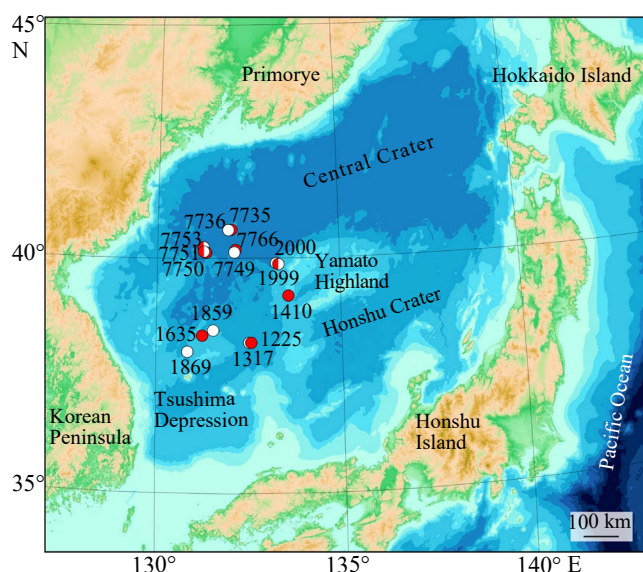 45°
N
Primorye
Hokkaido Island
Central Crater
7736 7735
7753 7766
7751 40° 2000 Yamato
7750 7749 1999 Highland
1410
Honshu Crater
1859
1635 1225
1869 1317
Tsushima
Depression
Korean
Peninsula
Honshu
Island
Pacific Ocean
35°
100 km
130° 135° 140° E